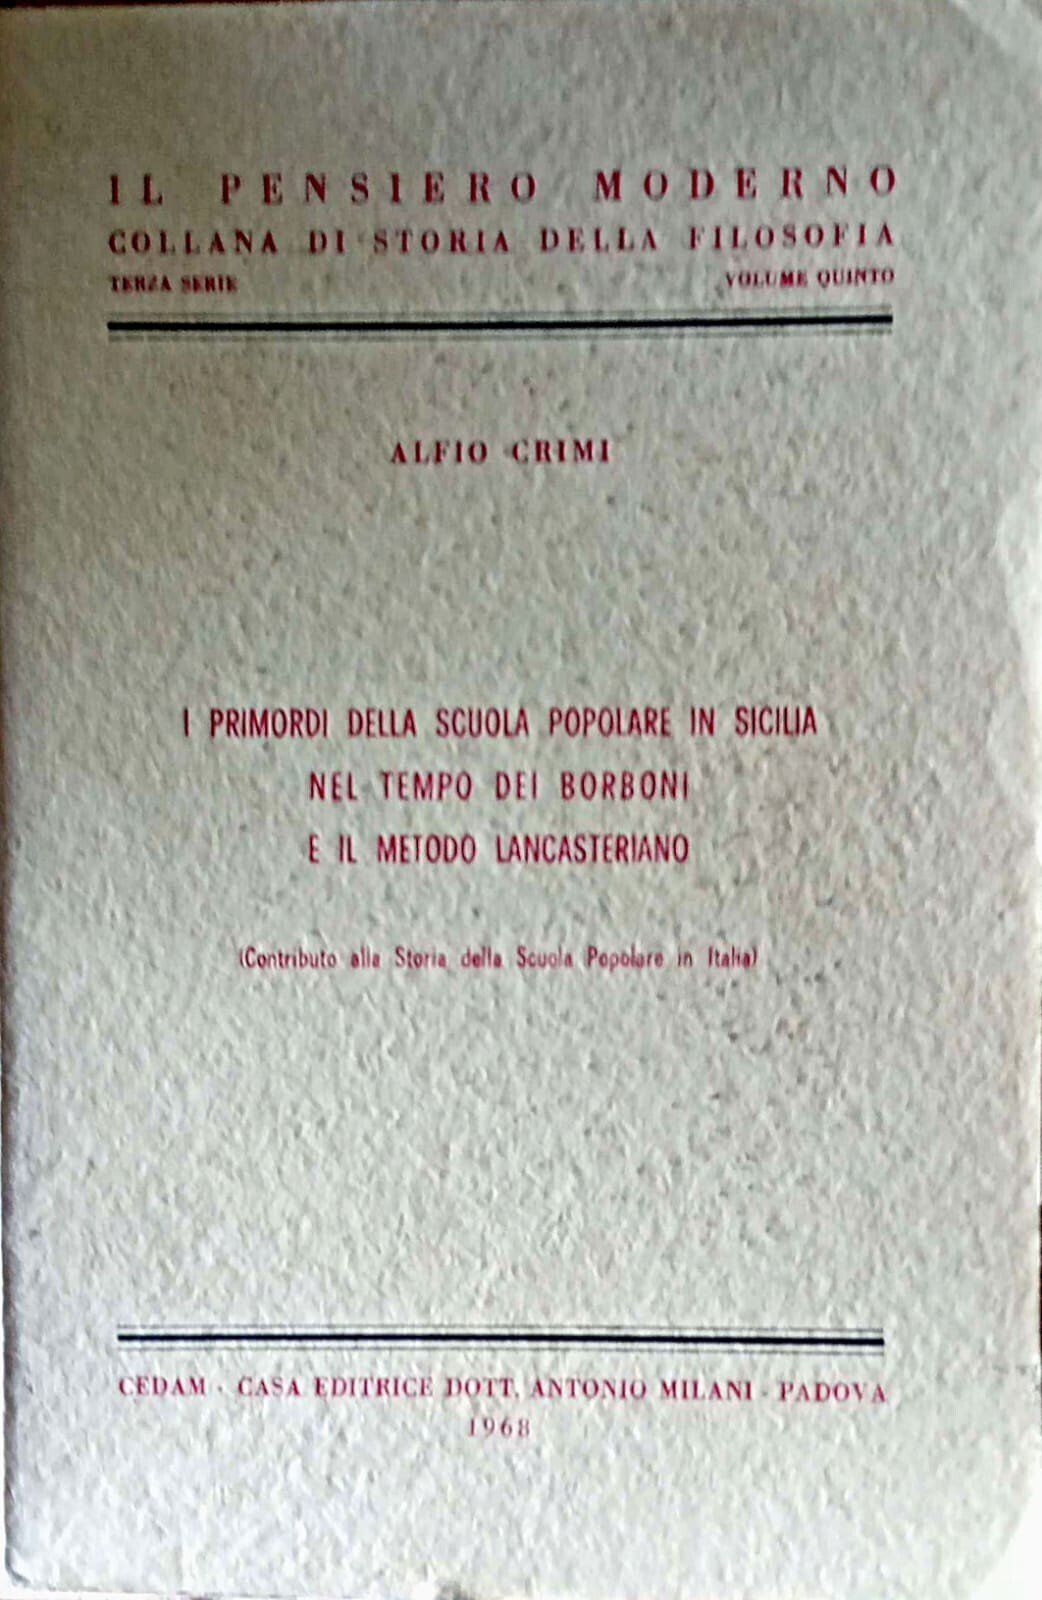 IL PENSIERO MODERNO
COLLANA DI STORIA DELLA FILOSOFIA
TERZA SERIE VOLUME QUINTO
ALFIO CRIMI
I PRIMORDI DELLA SCUOLA POPOLARE IN SICILIA
NEL TEMPO DEI BORBONI
E IL METODO LANCASTERIANO
(Contributo alla Storia della Scuola Popolare in Italia)
CEDAM - CASA EDITRICE DOTT. ANTONIO MILANI - PADOVA
1968